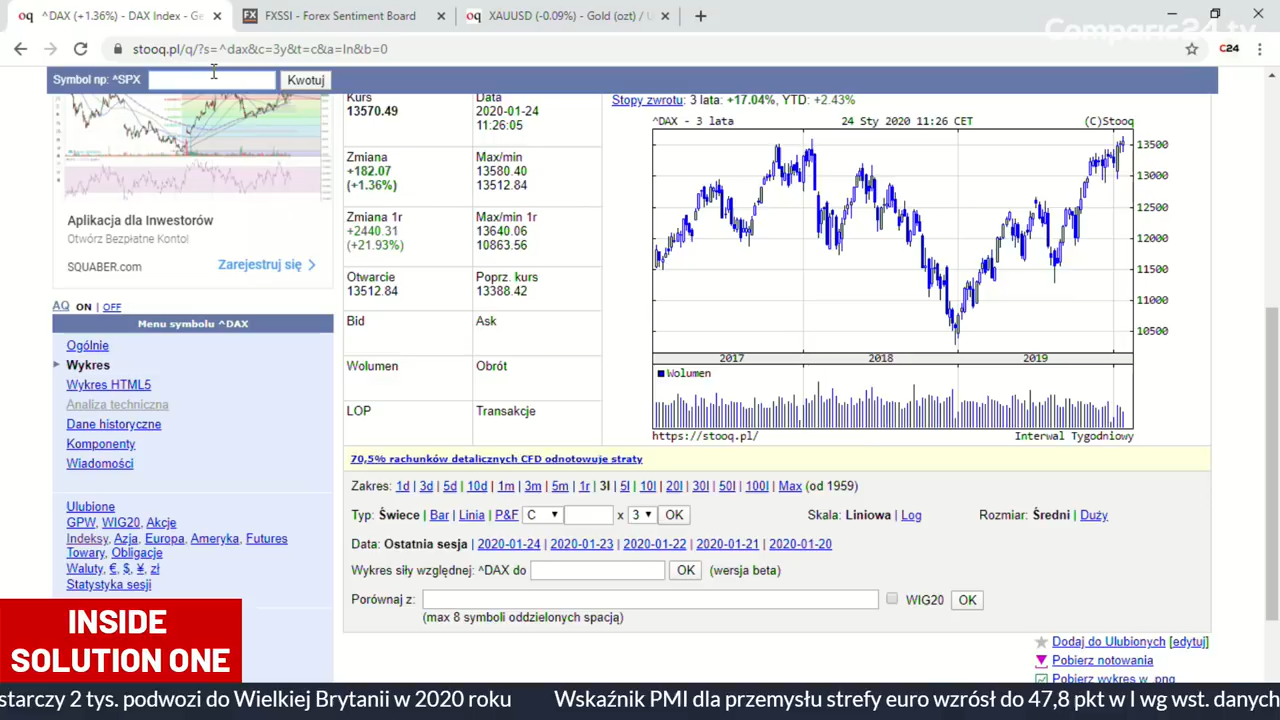 ^DAX (+1.36%) - DAX Index - Ge
FXSSI - Forex Sentiment Board
XAUUSD (-0.09%) - Gold (ozt) / U
Comparic24.tv
stooq.pl/q/?s=^dax&c=3y&t=c&a=ln&b=0
C24
Symbol np: ^SPX
Kwotuj
Aplikacja dla Inwestorów
Otwórz Bezpłatne Konto!
SQUABER.com
Zarejestruj się
AQ ON | OFF
Menu symbolu ^DAX
Ogólnie
Wykres
Wykres HTML5
Analiza techniczna
Dane historyczne
Komponenty
Wiadomości
Ulubione
GPW, WIG20, Akcje
Indeksy, Azja, Europa, Ameryka, Futures
Towary, Obligacje
Waluty, €, $, ¥, zł
Statystyka sesji
Kurs
13570.49
Data
2020-01-24
11:26:05
Zmiana
+182.07
(+1.36%)
Max/min
13580.40
13512.84
Zmiana 1r
+2440.31
(+21.93%)
Max/min 1r
13640.06
10863.56
Otwarcie
13512.84
Poprz. kurs
13388.42
Bid
Ask
Wolumen
Obrót
LOP
Transakcje
Stopy zwrotu: 3 lata: +17.04%, YTD: +2.43%
^DAX - 3 lata
24 Sty 2020 11:26 CET
(C)Stooq
13500
13000
12500
12000
11500
11000
10500
2017
2018
2019
Wolumen
https://stooq.pl/
Interwal Tygodniowy
70,5% rachunków detalicznych CFD odnotowuje straty
Zakres: 1d | 3d | 5d | 10d | 1m | 3m | 5m | 1r | 3l | 5l | 10l | 20l | 30l | 50l | 100l | Max (od 1959)
Typ: Świece | Bar | Linia | P&F C x 3 OK
Skala: Liniowa | Log
Rozmiar: Średni | Duży
Data: Ostatnia sesja | 2020-01-24 | 2020-01-23 | 2020-01-22 | 2020-01-21 | 2020-01-20
Wykres siły względnej: ^DAX do OK (wersja beta)
Porównaj z: WIG20 OK
(max 8 symboli oddzielonych spacją)
Dodaj do Ulubionych [edytuj]
Pobierz notowania
Pobierz wykres w .png
INSIDE
SOLUTION ONE
starczy 2 tys. podwozi do Wielkiej Brytanii w 2020 roku
Wskaźnik PMI dla przemysłu strefy euro wzrósł do 47,8 pkt w I wg wst. danych